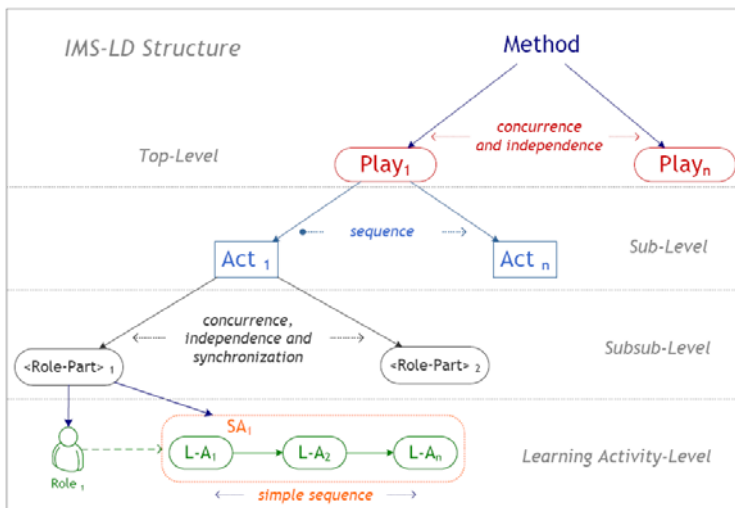 IMS-LD Structure
Method
concurrence
and independence
Top-Level
Play₁
Playₙ
sequence
Sub-Level
Act ₁
Act ₙ
concurrence,
independence and
synchronization
Subsub-Level
<Role-Part> ₁
<Role-Part> ₂
SA₁
L-A₁
L-A₂
L-Aₙ
Learning Activity-Level
Role ₁
simple sequence